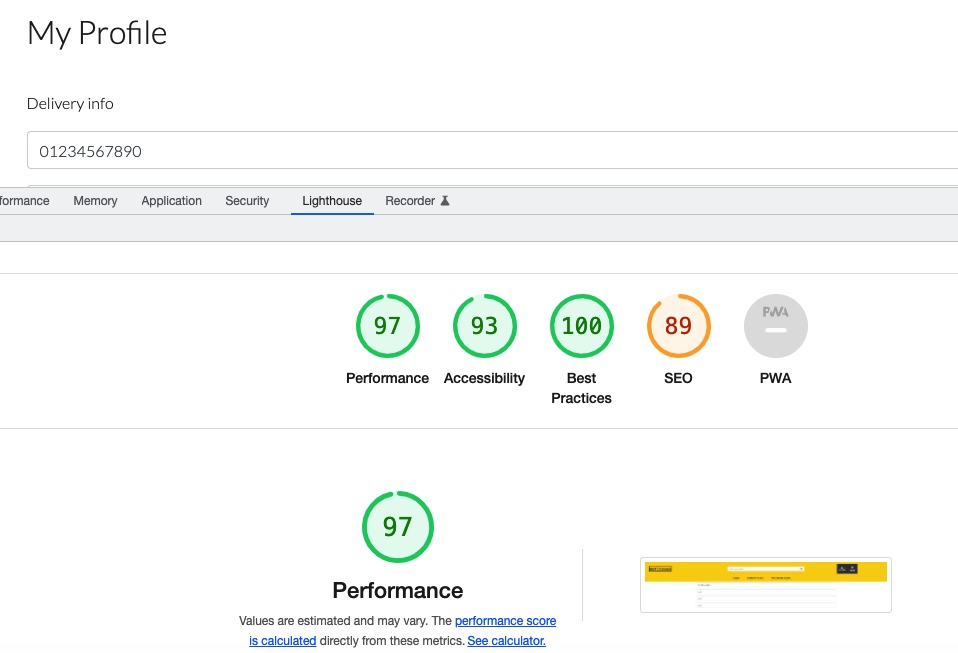 My Profile
Delivery info
01234567890
formance Memory Application Security Lighthouse Recorder
97 93 100 89 PWA
Performance Accessibility Best Practices SEO PWA
97
Performance
Values are estimated and may vary. The performance score
is calculated directly from these metrics. See calculator.